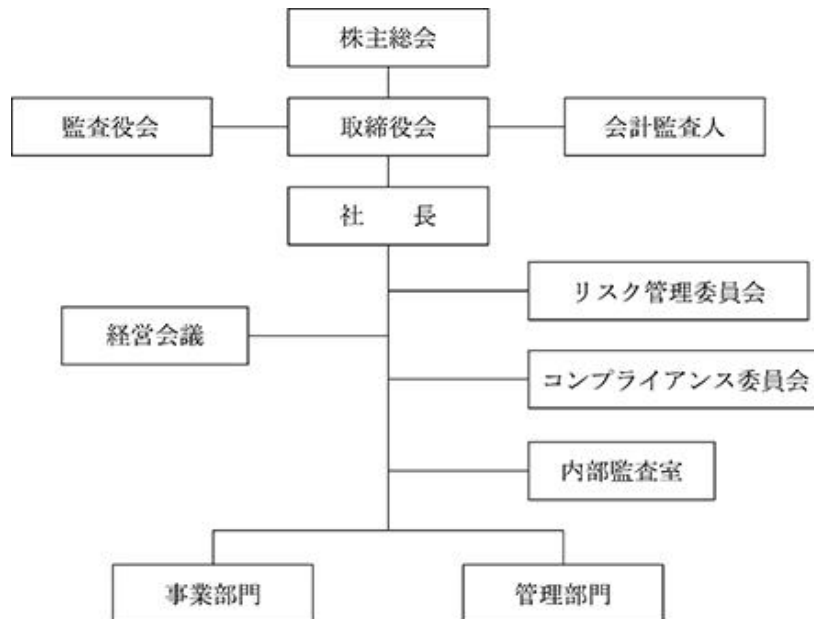 株主総会
監査役会
取締役会
会計監査人
社　　長
リスク管理委員会
経営会議
コンプライアンス委員会
内部監査室
事業部門
管理部門